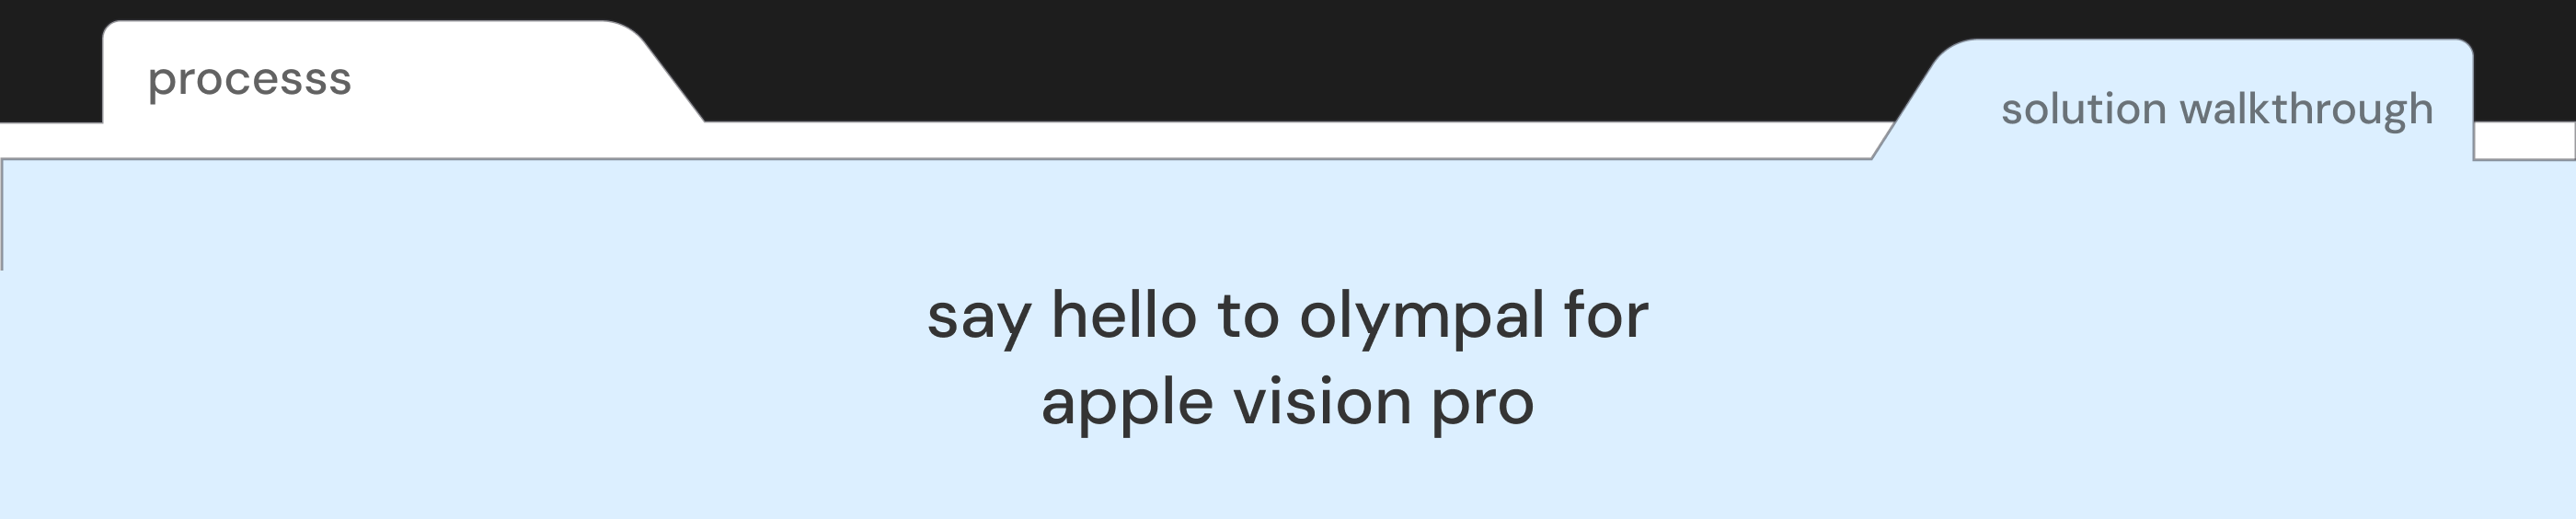 processs
solution walkthrough
say hello to olympal for
apple vision pro